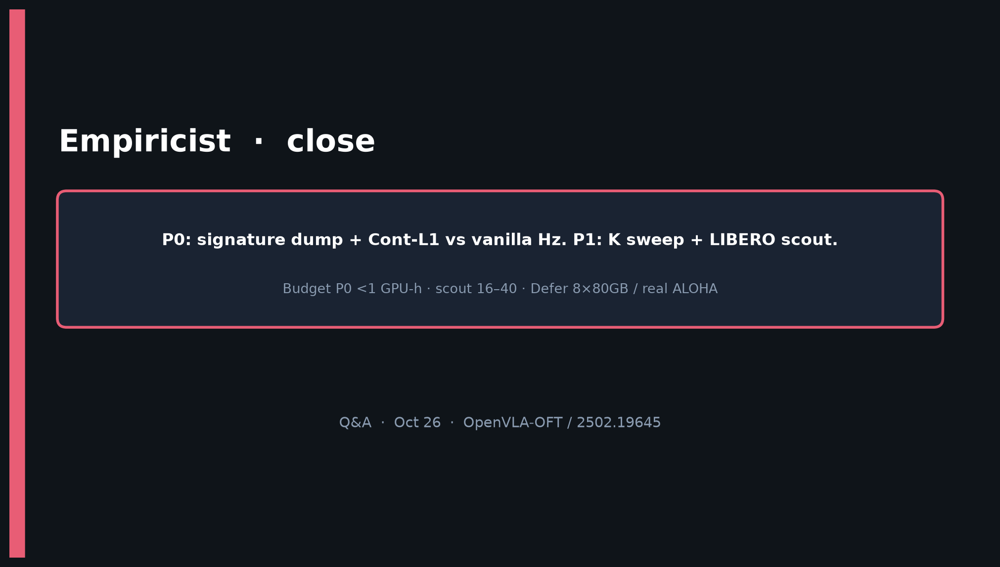 Empiricist · close
P0: signature dump + Cont-L1 vs vanilla Hz. P1: K sweep + LIBERO scout.
Budget P0 <1 GPU-h · scout 16–40 · Defer 8×80GB / real ALOHA
Q&A · Oct 26 · OpenVLA-OFT / 2502.19645